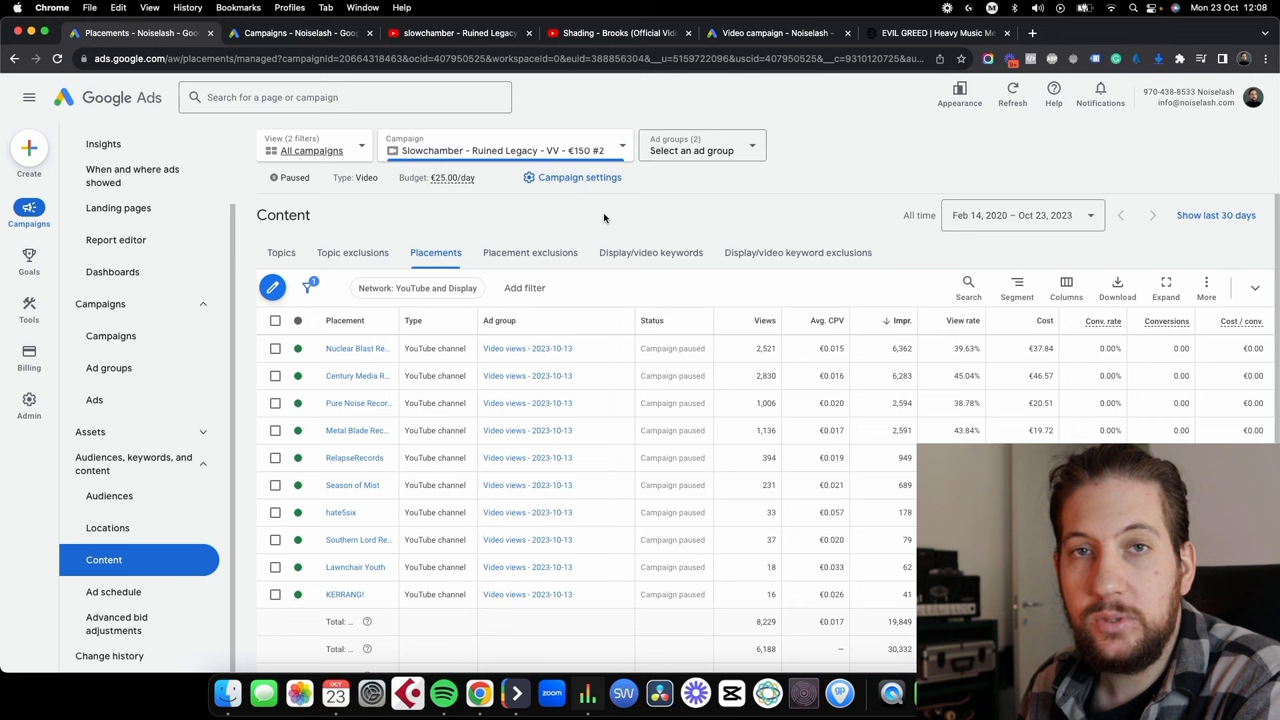 Chrome File Edit View History Bookmarks Profiles Tab Window Help Mon 23 Oct 12:08
Placements - Noiselash - Goo Campaigns - Noiselash - Goog slowchamber - Ruined Legacy Shading - Brooks (Official Vid Video campaign - Noiselash - EVIL GREED | Heavy Music Me
ads.google.com/aw/placements/managed?campaignId=20664318463&ocid=407950525&workspaceId=0&euid=388856304&__u=5159722096&uscid=407950525&__c=9310120725&au...
Google Ads
Search for a page or campaign
Appearance Refresh Help Notifications
970-438-8533 Noiselash
info@noiselash.com
Create
Campaigns
Goals
Tools
Billing
Admin
Insights
When and where ads
showed
Landing pages
Report editor
Dashboards
Campaigns
Campaigns
Ad groups
Ads
Assets
Audiences, keywords, and
content
Audiences
Locations
Content
Ad schedule
Advanced bid
adjustments
Change history
View (2 filters)
All campaigns
Campaign
Slowchamber - Ruined Legacy - VV - €150 #2
Ad groups (2)
Select an ad group
Paused Type: Video Budget: €25.00/day Campaign settings
Content All time Feb 14, 2020 – Oct 23, 2023 Show last 30 days
Topics Topic exclusions Placements Placement exclusions Display/video keywords Display/video keyword exclusions
1
Network: YouTube and Display Add filter
Search Segment Columns Download Expand More
Placement Type Ad group Status Views Avg. CPV Impr. View rate Cost Conv. rate Conversions Cost / conv.
Nuclear Blast Re... YouTube channel Video views - 2023-10-13 Campaign paused 2,521 €0.015 6,362 39.63% €37.84 0.00% 0.00 €0.00
Century Media R... YouTube channel Video views - 2023-10-13 Campaign paused 2,830 €0.016 6,283 45.04% €46.57 0.00% 0.00 €0.00
Pure Noise Recor... YouTube channel Video views - 2023-10-13 Campaign paused 1,006 €0.020 2,594 38.78% €20.51 0.00% 0.00 €0.00
Metal Blade Rec... YouTube channel Video views - 2023-10-13 Campaign paused 1,136 €0.017 2,591 43.84% €19.72 0.00% 0.00 €0.00
RelapseRecords YouTube channel Video views - 2023-10-13 Campaign paused 394 €0.019 949
Season of Mist YouTube channel Video views - 2023-10-13 Campaign paused 231 €0.021 689
hate5six YouTube channel Video views - 2023-10-13 Campaign paused 33 €0.057 178
Southern Lord Re... YouTube channel Video views - 2023-10-13 Campaign paused 37 €0.020 79
Lawnchair Youth YouTube channel Video views - 2023-10-13 Campaign paused 18 €0.033 62
KERRANG! YouTube channel Video views - 2023-10-13 Campaign paused 16 €0.026 41
Total: ... 8,229 €0.017 19,849
Total: ... 6,188 — 30,332
OCT
23
zoom
SW
gp